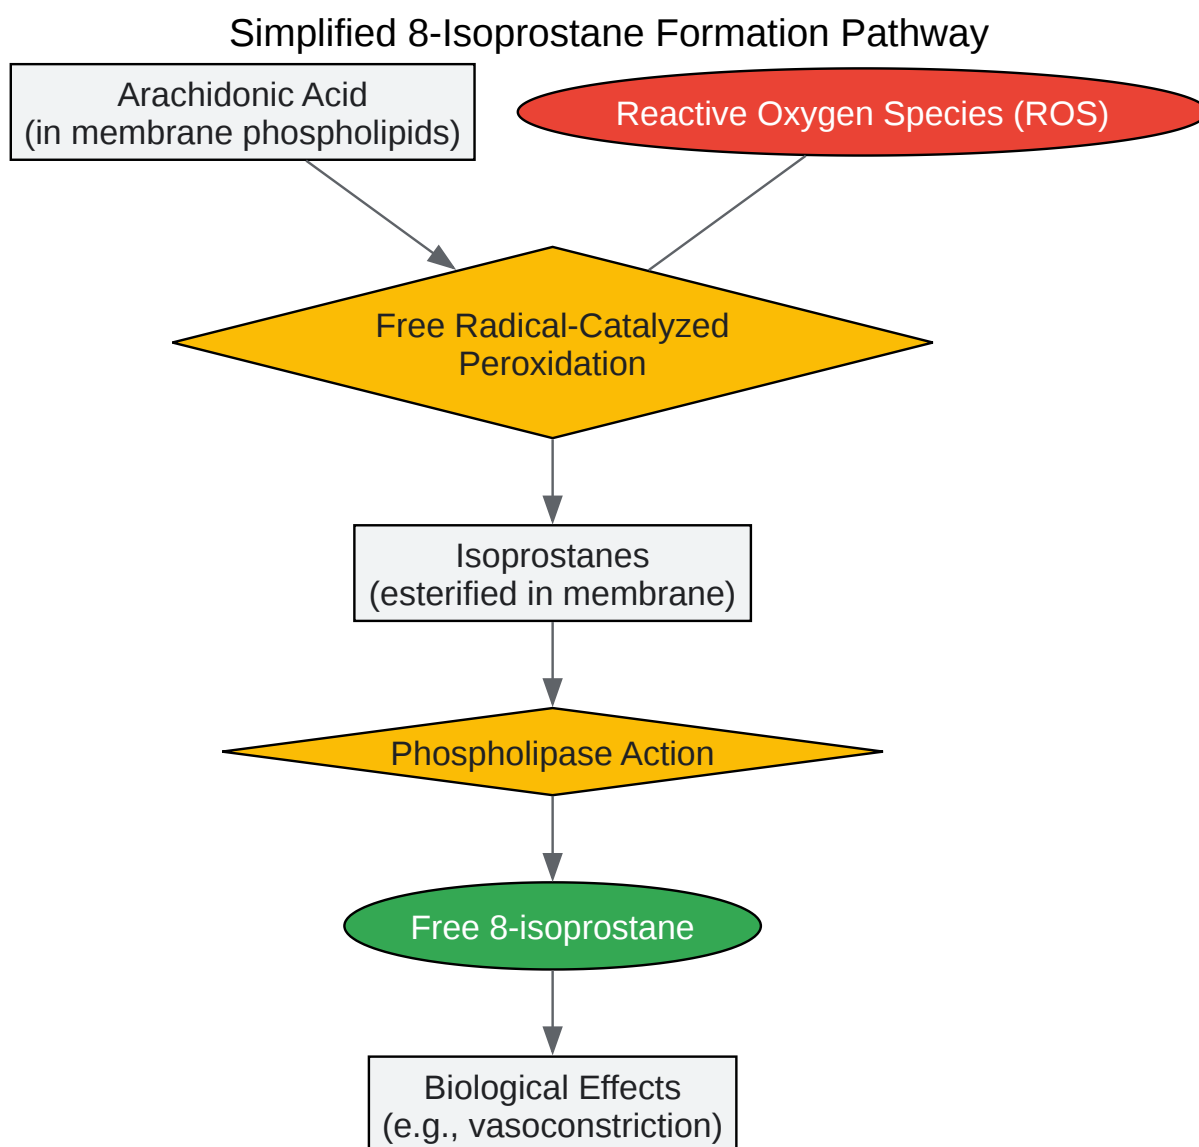 Simplified 8-Isoprostane Formation Pathway
Arachidonic Acid
(in membrane phospholipids)
Reactive Oxygen Species (ROS)
Free Radical-Catalyzed
Peroxidation
Isoprostanes
(esterified in membrane)
Phospholipase Action
Free 8-isoprostane
Biological Effects
(e.g., vasoconstriction)